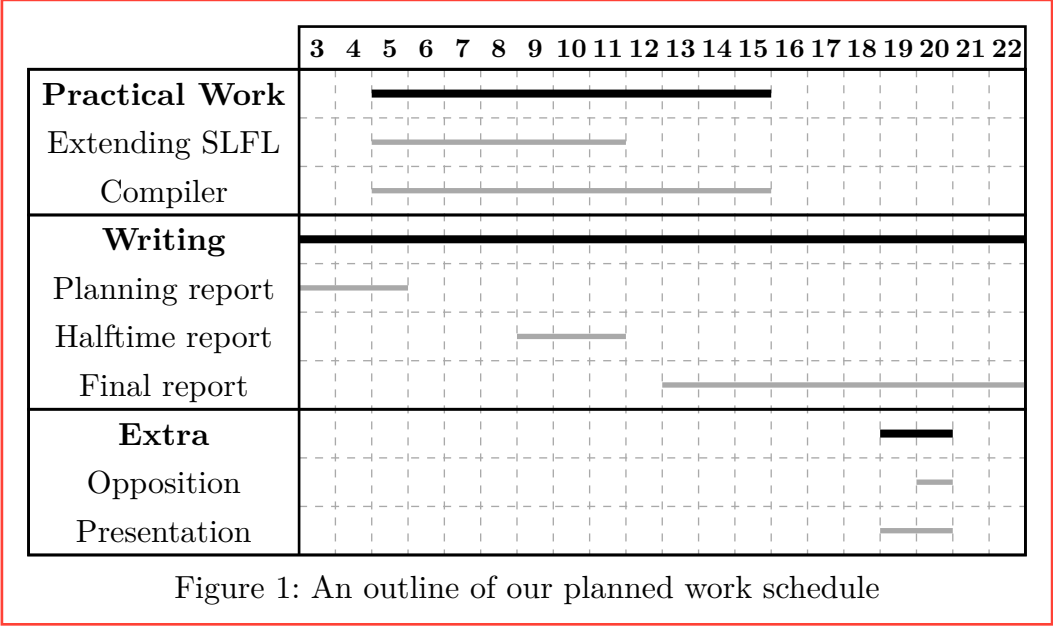 3 4 5 6 7 8 9 10 11 12 13 14 15 16 17 18 19 20 21 22
Practical Work
Extending SLFL
Compiler
Writing
Planning report
Halftime report
Final report
Extra
Opposition
Presentation
Figure 1: An outline of our planned work schedule